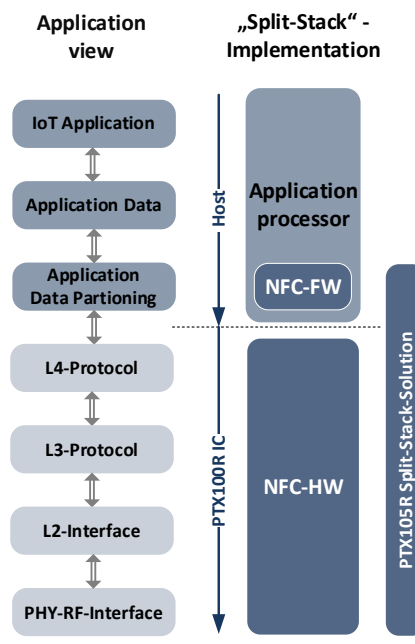 Application
view
„Split-Stack“ -
Implementation
IoT Application
Application Data
Application
Data Partioning
L4-Protocol
L3-Protocol
L2-Interface
PHY-RF-Interface
Host
PTX100R IC
Application
processor
NFC-FW
NFC-HW
PTX105R Split-Stack-Solution